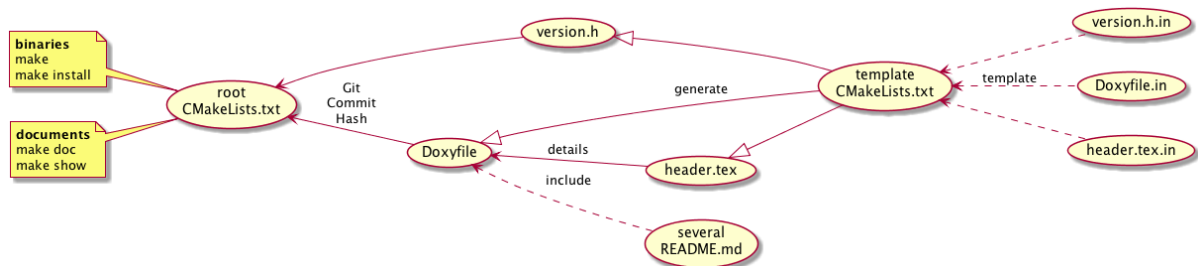 binaries
make
make install
documents
make doc
make show
root
CMakeLists.txt
Git
Commit
Hash
version.h
Doxyfile
generate
details
include
header.tex
several
README.md
template
CMakeLists.txt
template
version.h.in
Doxyfile.in
header.tex.in